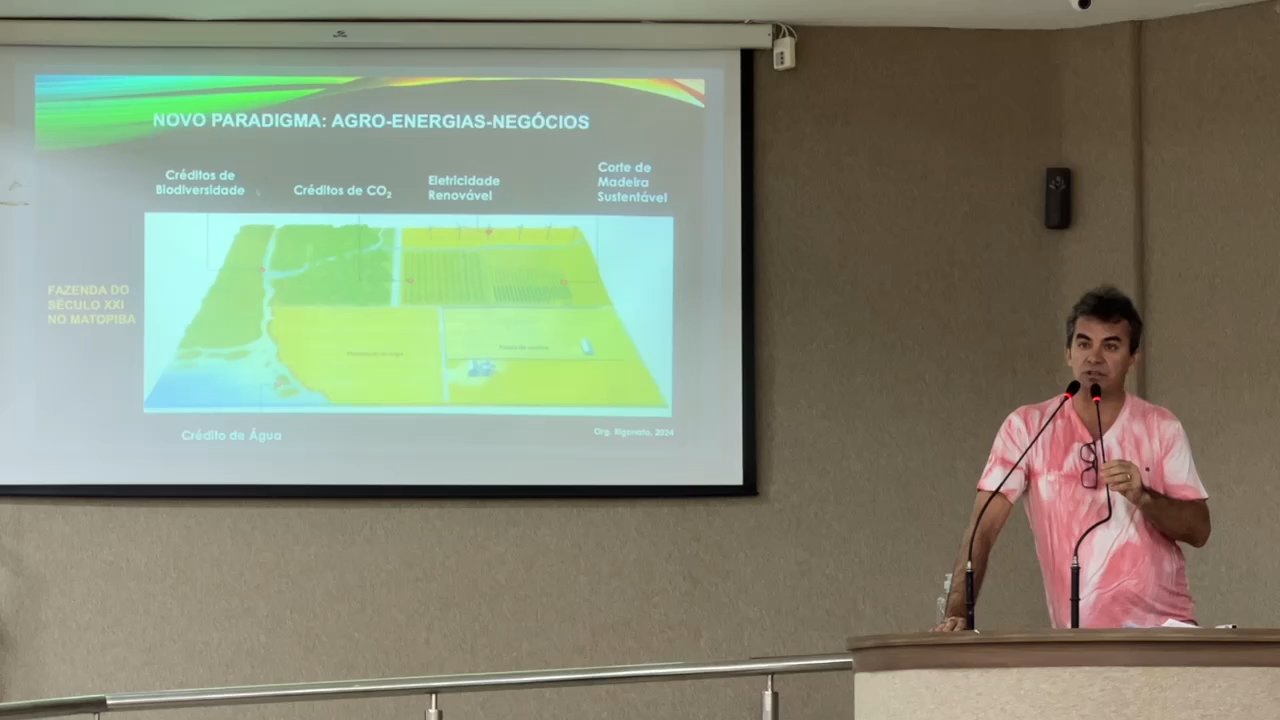 NOVO PARADIGMA: AGRO-ENERGIAS-NEGÓCIOS
Créditos de
Biodiversidade
Créditos de CO₂
Eletricidade
Renovável
Corte de
Madeira
Sustentável
FAZENDA DO
SÉCULO XXI
NO MATOPIBA
Crédito de Água
Org. Rigonato, 2024